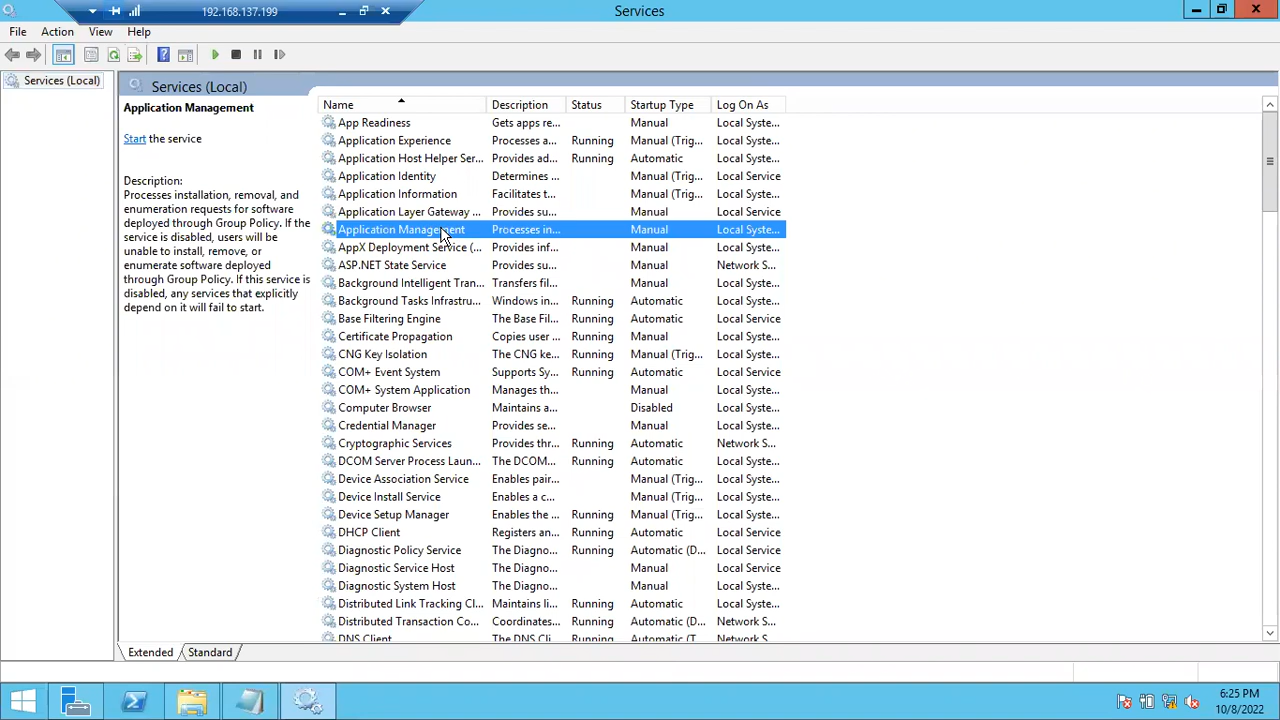 192.168.137.199
Services
File Action View Help
Services (Local)
Services (Local)
Application Management
Start the service
Description:
Processes installation, removal, and
enumeration requests for software
deployed through Group Policy. If the
service is disabled, users will be
unable to install, remove, or
enumerate software deployed
through Group Policy. If this service is
disabled, any services that explicitly
depend on it will fail to start.
Name Description Status Startup Type Log On As
App Readiness Gets apps re... Manual Local Syste...
Application Experience Processes a... Running Manual (Trig... Local Syste...
Application Host Helper Ser... Provides ad... Running Automatic Local Syste...
Application Identity Determines ... Manual (Trig... Local Service
Application Information Facilitates t... Manual (Trig... Local Syste...
Application Layer Gateway ... Provides su... Manual Local Service
Application Management Processes in... Manual Local Syste...
AppX Deployment Service (... Provides inf... Manual Local Syste...
ASP.NET State Service Provides su... Manual Network S...
Background Intelligent Tran... Transfers fil... Manual Local Syste...
Background Tasks Infrastru... Windows in... Running Automatic Local Syste...
Base Filtering Engine The Base Fil... Running Automatic Local Service
Certificate Propagation Copies user ... Running Manual Local Syste...
CNG Key Isolation The CNG ke... Running Manual (Trig... Local Syste...
COM+ Event System Supports Sy... Running Automatic Local Service
COM+ System Application Manages th... Manual Local Syste...
Computer Browser Maintains a... Disabled Local Syste...
Credential Manager Provides se... Manual Local Syste...
Cryptographic Services Provides thr... Running Automatic Network S...
DCOM Server Process Laun... The DCOM... Running Automatic Local Syste...
Device Association Service Enables pair... Manual (Trig... Local Syste...
Device Install Service Enables a c... Manual (Trig... Local Syste...
Device Setup Manager Enables the ... Running Manual (Trig... Local Syste...
DHCP Client Registers an... Running Automatic Local Service
Diagnostic Policy Service The Diagno... Running Automatic (D... Local Service
Diagnostic Service Host The Diagno... Manual Local Service
Diagnostic System Host The Diagno... Manual Local Syste...
Distributed Link Tracking Cl... Maintains li... Running Automatic Local Syste...
Distributed Transaction Co... Coordinates... Running Automatic (D... Network S...
DNS Client The DNS Cli... Running Automatic (T... Network S...
Extended Standard
6:25 PM
10/8/2022